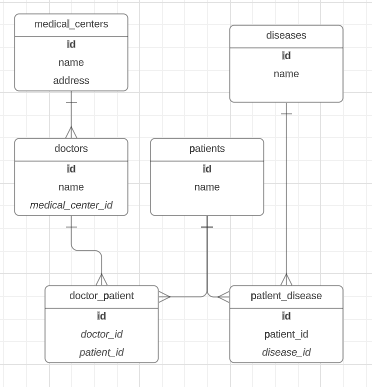 medical_centers
id
name
address
diseases
id
name
doctors
id
name
medical_center_id
patients
id
name
doctor_patient
id
doctor_id
patient_id
patient_disease
id
patient_id
disease_id